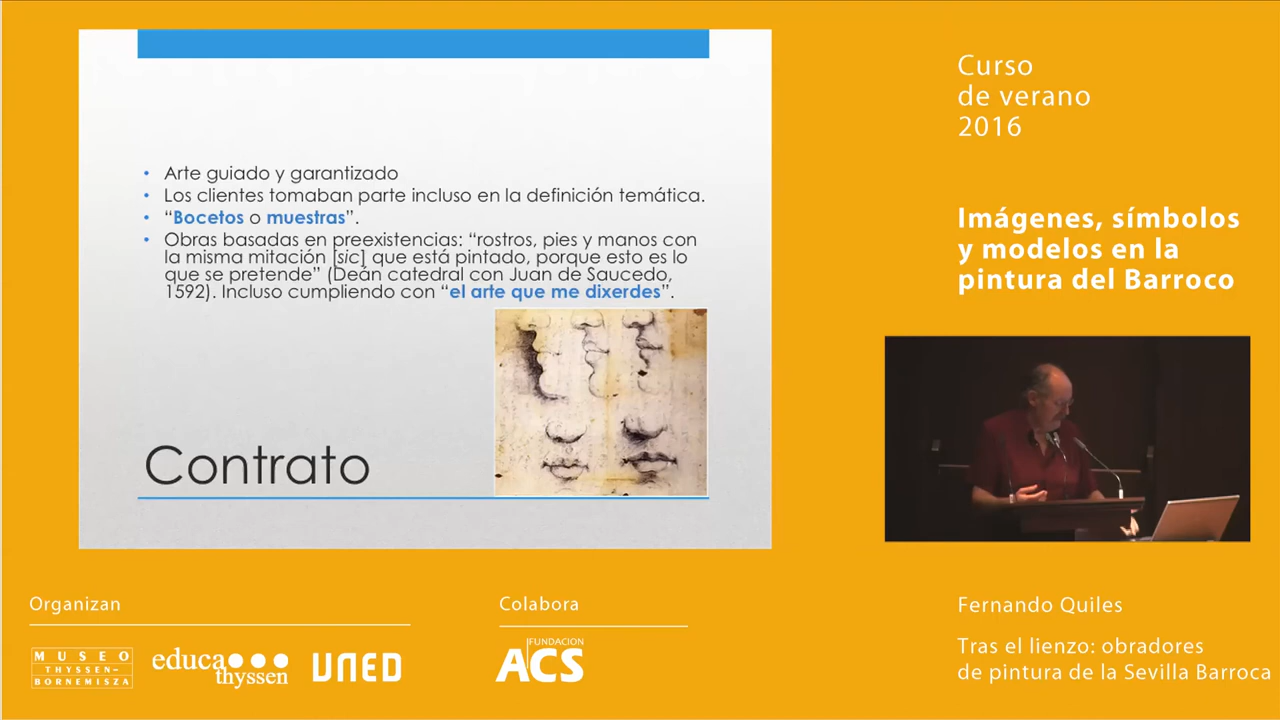 • Arte guiado y garantizado
• Los clientes tomaban parte incluso en la definición temática.
• “Bocetos o muestras”.
• Obras basadas en preexistencias: “rostros, pies y manos con
la misma mitación [sic] que está pintado, porque esto es lo
que se pretende” (Deán catedral con Juan de Saucedo,
1592). Incluso cumpliendo con “el arte que me dixerdes”.
Contrato
Curso
de verano
2016
Imágenes, símbolos
y modelos en la
pintura del Barroco
Organizan
MUSEO
THYSSEN-
BORNEMISZA
educa
thyssen
UNED
Colabora
FUNDACION
ACS
Fernando Quiles
Tras el lienzo: obradores
de pintura de la Sevilla Barroca